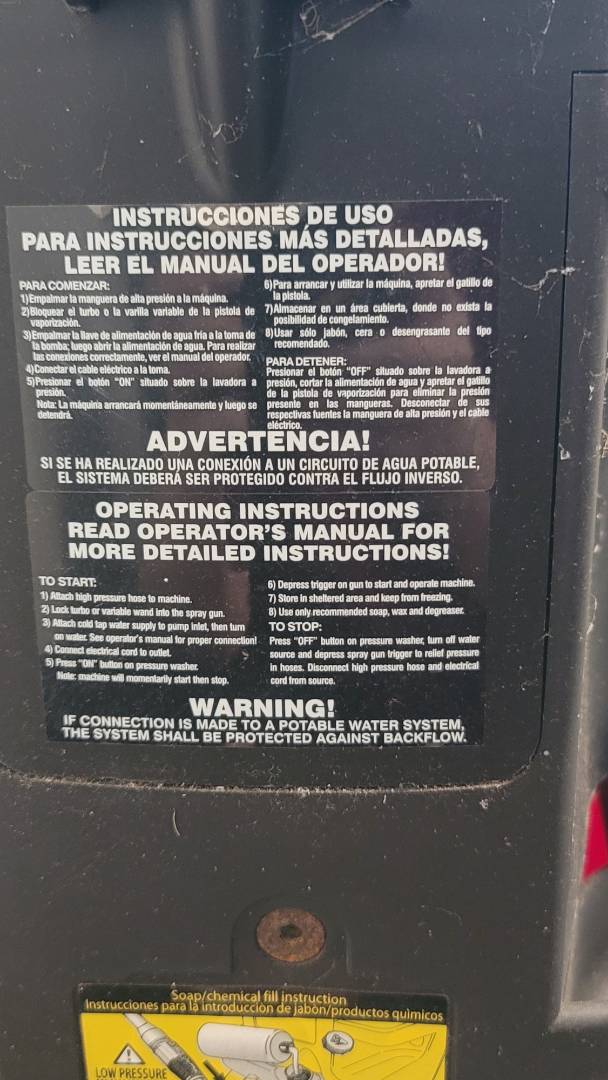 INSTRUCCIONES DE USO
PARA INSTRUCCIONES MÁS DETALLADAS,
LEER EL MANUAL DEL OPERADOR!
PARA COMENZAR:
1)Empalmar la manguera de alta presión a la máquina.
2)Bloquear el turbo o la varilla variable de la pistola de
vaporización.
3)Empalmar la llave de alimentación de agua fría a la toma de
la bomba; luego abrir la alimentación de agua. Para realizar
las conexiones correctamente, ver el manual del operador.
4)Conectar el cable eléctrico a la toma.
5)Presionar el botón "ON" situado sobre la lavadora a
presión.
Nota: La máquina arrancará momentáneamente y luego se
detendrá.
6)Para arrancar y utilizar la máquina, apretar el gatillo de
la pistola.
7)Almacenar en un área cubierta, donde no exista la
posibilidad de congelamiento.
8)Usar sólo jabón, cera o desengrasante del tipo
recomendado.
PARA DETENER:
Presionar el botón "OFF" situado sobre la lavadora a
presión, cortar la alimentación de agua y apretar el gatillo
de la pistola de vaporización para eliminar la presión
presente en las mangueras. Desconectar de sus
respectivas fuentes la manguera de alta presión y el cable
eléctrico.
ADVERTENCIA!
SI SE HA REALIZADO UNA CONEXIÓN A UN CIRCUITO DE AGUA POTABLE,
EL SISTEMA DEBERÁ SER PROTEGIDO CONTRA EL FLUJO INVERSO.
OPERATING INSTRUCTIONS
READ OPERATOR'S MANUAL FOR
MORE DETAILED INSTRUCTIONS!
TO START:
1) Attach high pressure hose to machine.
2) Lock turbo or variable wand into the spray gun.
3) Attach cold tap water supply to pump inlet, then turn
on water. See operator's manual for proper connection!
4) Connect electrical cord to outlet.
5) Press "ON" button on pressure washer.
Note: machine will momentarily start then stop.
6) Depress trigger on gun to start and operate machine.
7) Store in sheltered area and keep from freezing.
8) Use only recommended soap, wax and degreaser.
TO STOP:
Press "OFF" button on pressure washer, turn off water
source and depress spray gun trigger to relief pressure
in hoses. Disconnect high pressure hose and electrical
cord from source.
WARNING!
IF CONNECTION IS MADE TO A POTABLE WATER SYSTEM,
THE SYSTEM SHALL BE PROTECTED AGAINST BACKFLOW.
Soap/chemical fill instruction
Instrucciones para la introducción de jabón/productos quimicos
LOW PRESSURE